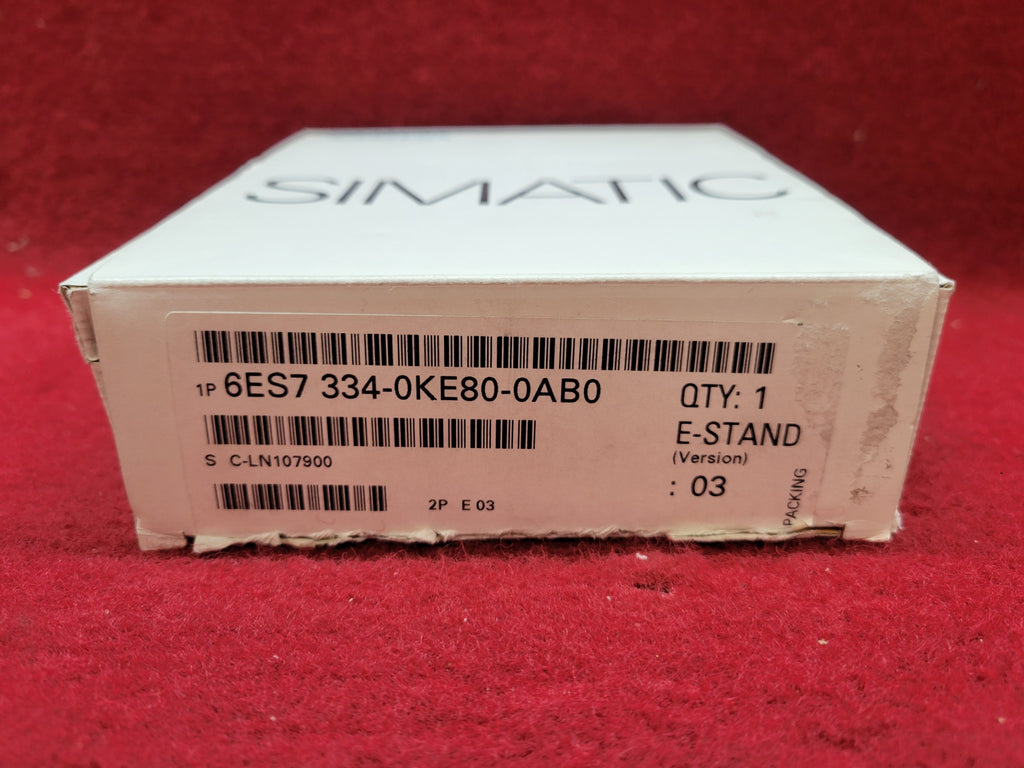 SIMATIC
1P 6ES7 334-0KE80-0AB0
QTY: 1
S C-LN107900
E-STAND
(Version)
: 03
2P E 03
PACKING